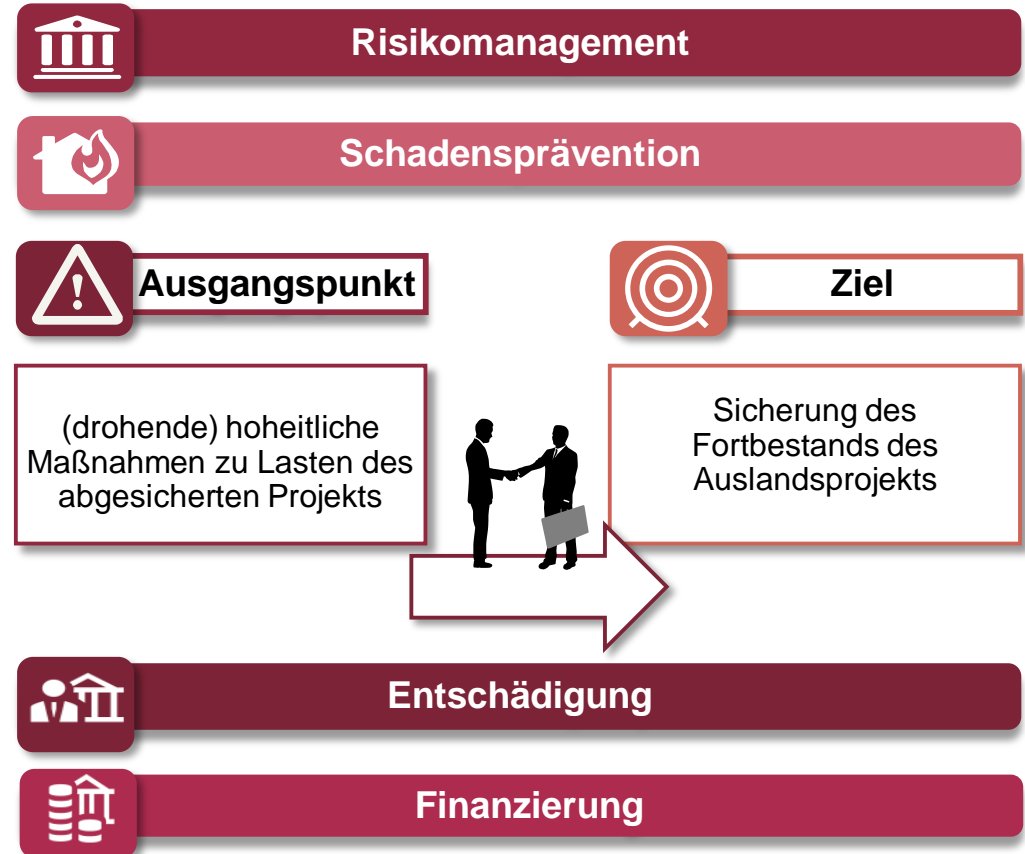 Risikomanagement
Schadensprävention
Ausgangspunkt
(drohende) hoheitliche
Maßnahmen zu Lasten des
abgesicherten Projekts
Ziel
Sicherung des
Fortbestands des
Auslandsprojekts
Entschädigung
Finanzierung